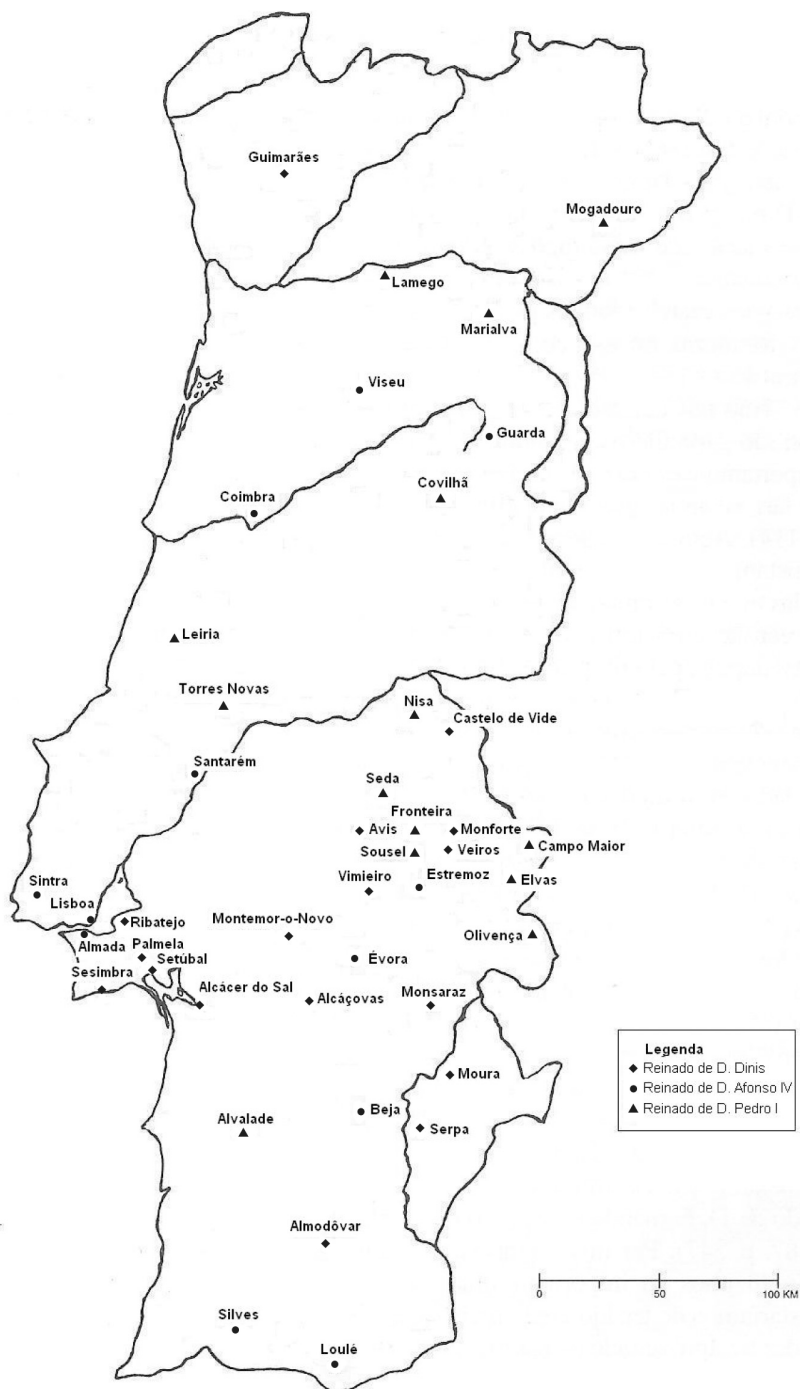 Guimarães
Mogadouro
Lamego
Marialva
Viseu
Guarda
Covilhã
Coimbra
Leiria
Torres Novas
Nisa
Castelo de Vide
Santarém
Seda
Fronteira
Avis
Monforte
Campo Maior
Sousel
Veiros
Vimieiro
Estremoz
Elvas
Sintra
Lisboa
Ribatejo
Montemor-o-Novo
Olivença
Almada
Palmela
Setúbal
Évora
Sesimbra
Alcácer do Sal
Alcáçovas
Monsaraz
Legenda
Reinado de D. Dinis
Reinado de D. Afonso IV
Reinado de D. Pedro I
Moura
Beja
Alvalade
Serpa
Almodôvar
0 50 100 KM
Silves
Loulé